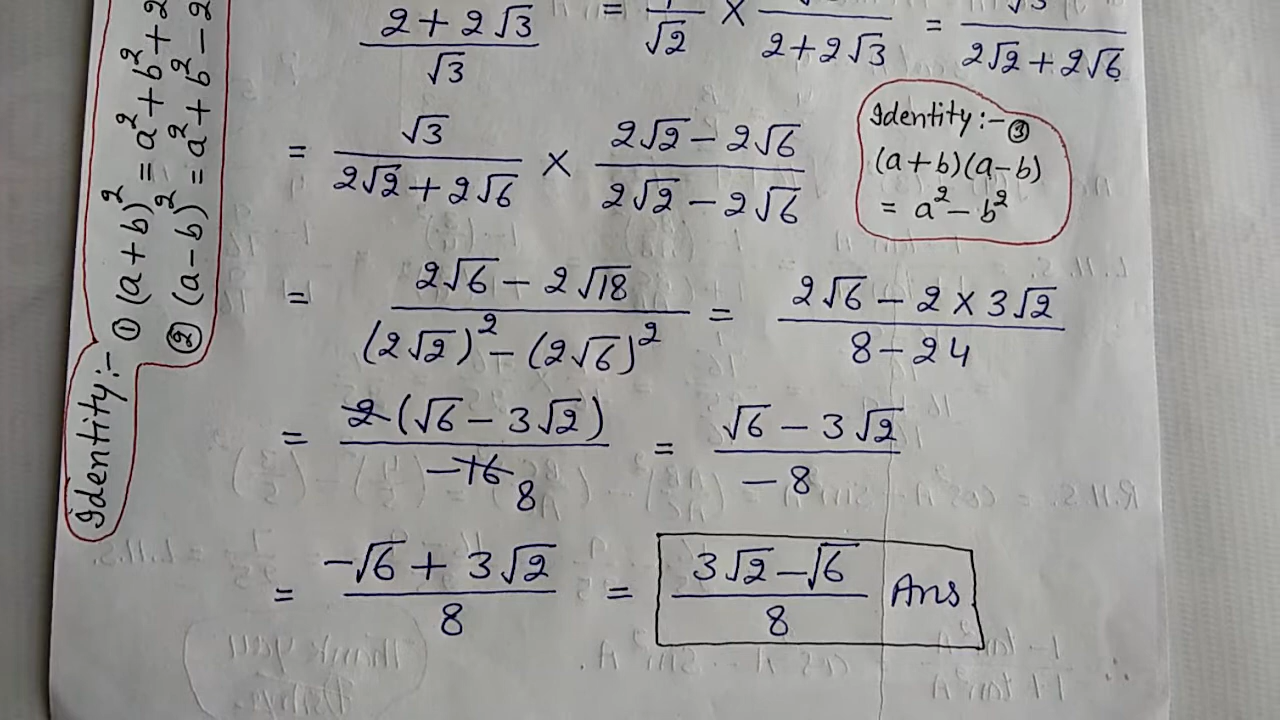 2 + 2√3 / √3 = 1/√2 × √3 / 2+2√3 = √3 / 2√2 + 2√6
= √3 / 2√2 + 2√6 × 2√2 - 2√6 / 2√2 - 2√6
Identity:- ③
(a+b)(a-b)
= a² - b²
= 2√6 - 2√18 / (2√2)² - (2√6)² = 2√6 - 2 × 3√2 / 8 - 24
= 2(√6 - 3√2) / -16 8 = √6 - 3√2 / -8
= -√6 + 3√2 / 8 = 3√2 - √6 / 8 Ans
Identity:- ① (a+b)² = a² + b² + 2
② (a-b)² = a² + b² - 2